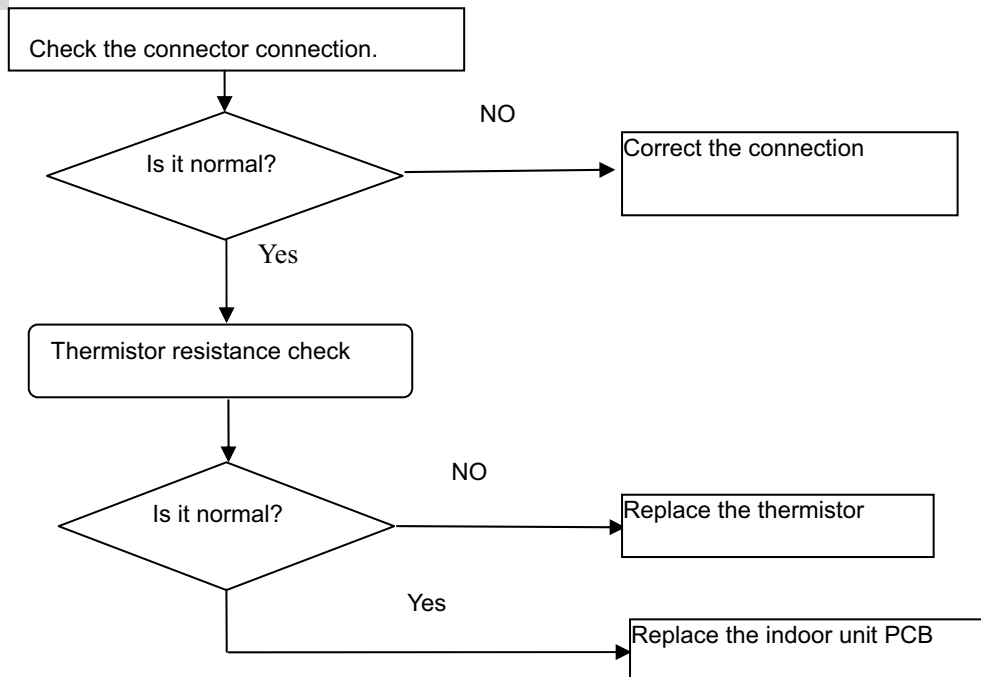 Check the connector connection.
NO
Is it normal?
Correct the connection
Yes
Thermistor resistance check
NO
Is it normal?
Replace the thermistor
Yes
Replace the indoor unit PCB